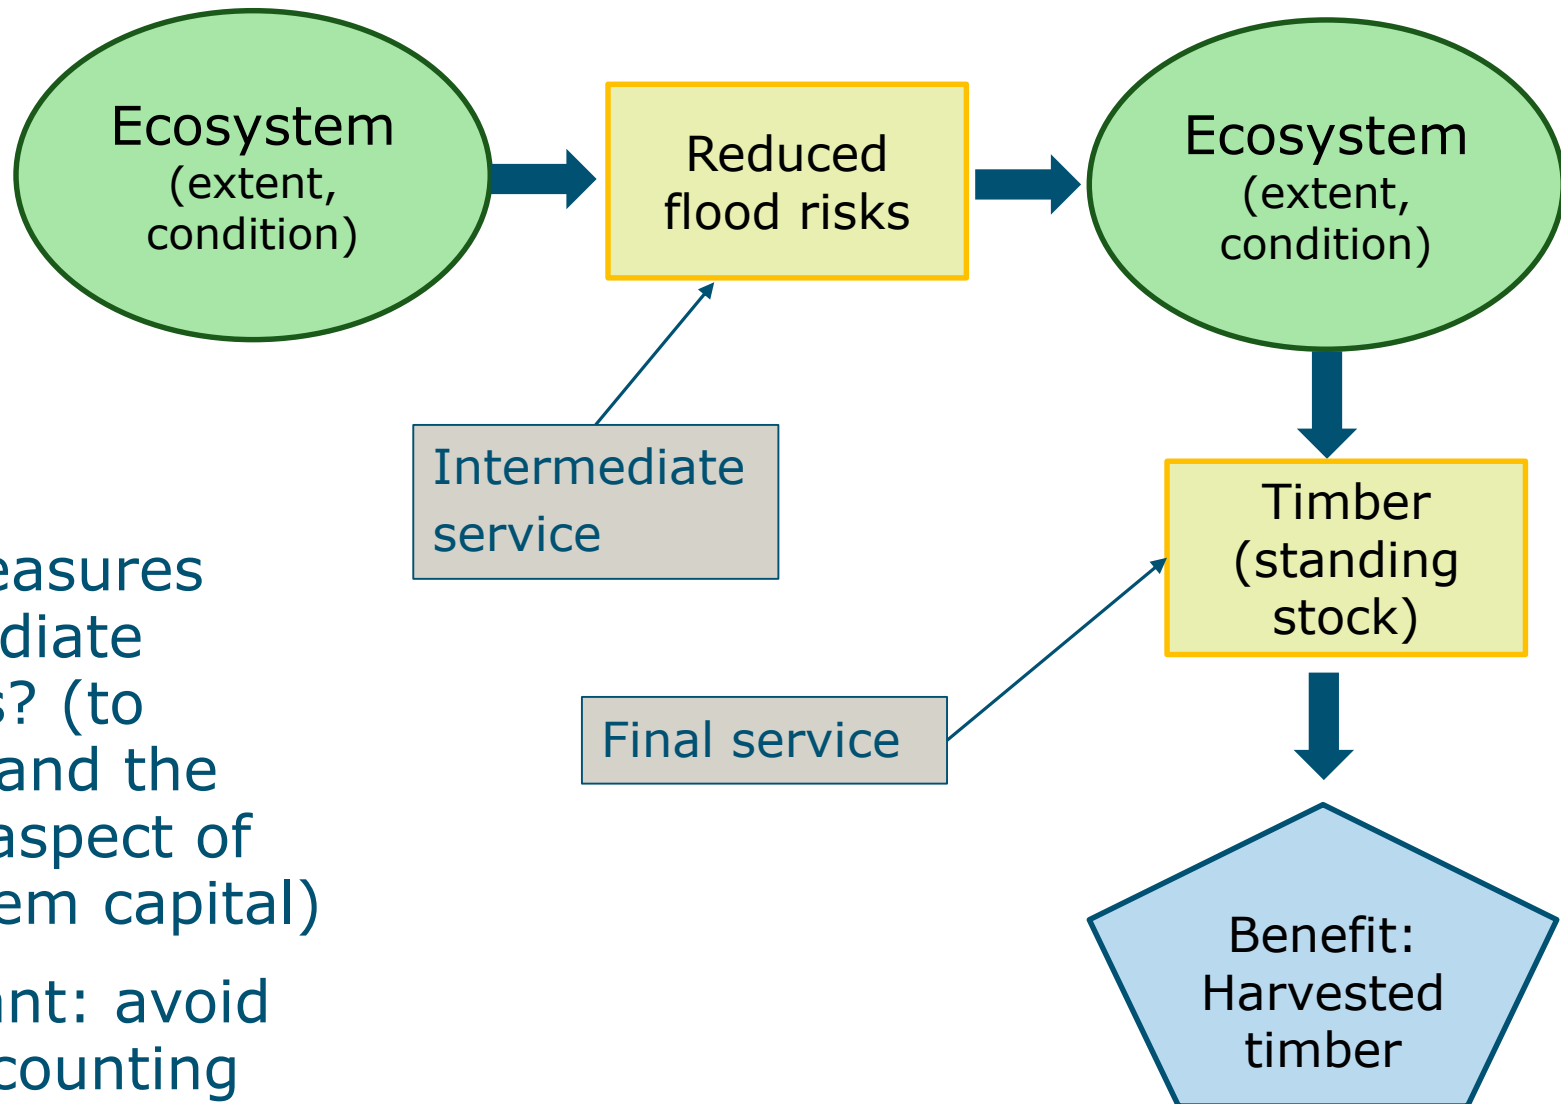 Ecosystem
(extent,
condition)
Reduced
flood risks
Ecosystem
(extent,
condition)
Intermediate
service
Timber
(standing
stock)
Final service
Benefit:
Harvested
timber
easures
diate
s? (to
and the
aspect of
em capital)
ant: avoid
counting